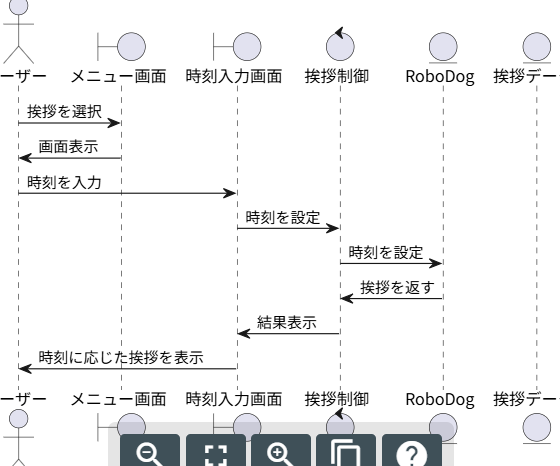 ーザー メニュー画面 時刻入力画面 挨拶制御 RoboDog 挨拶デー
挨拶を選択
画面表示
時刻を入力
時刻を設定
時刻を設定
挨拶を返す
結果表示
時刻に応じた挨拶を表示
ーザー メニュー画面 時刻入力画面 挨拶制御 RoboDog 挨拶デー